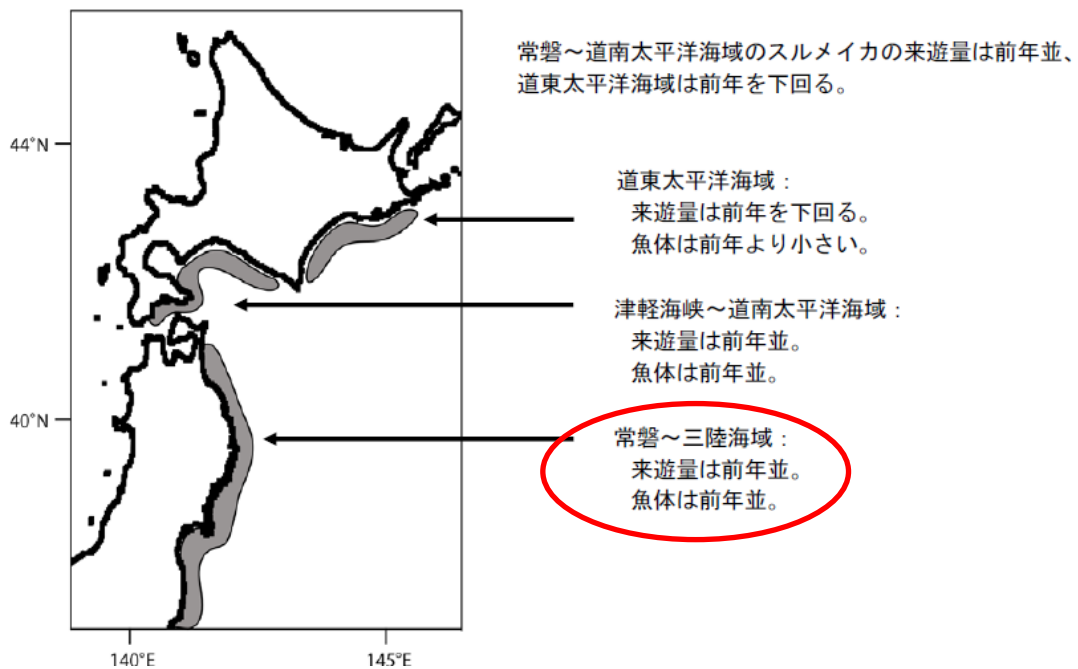 常磐～道南太平洋海域のスルメイカの来遊量は前年並、
道東太平洋海域は前年を下回る。
44°N
道東太平洋海域：
来遊量は前年を下回る。
魚体は前年より小さい。
津軽海峡～道南太平洋海域：
来遊量は前年並。
魚体は前年並。
40°N
常磐～三陸海域：
来遊量は前年並。
魚体は前年並。
140°E
145°E